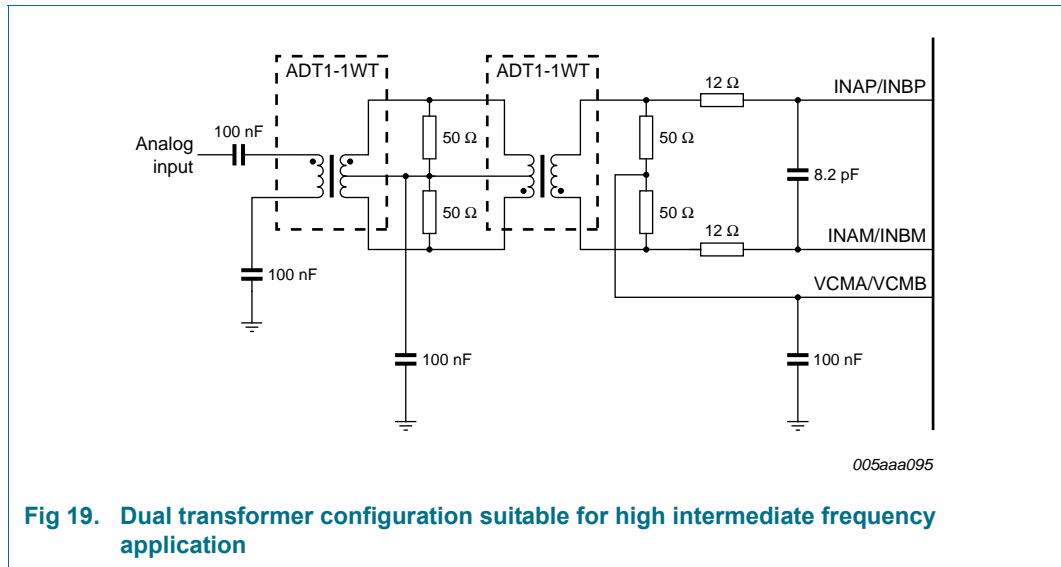 ADT1-1WT
ADT1-1WT
12 Ω
INAP/INBP
100 nF
Analog
input
50 Ω
50 Ω
8.2 pF
50 Ω
50 Ω
12 Ω
INAM/INBM
100 nF
VCMA/VCMB
100 nF
100 nF
005aaa095
Fig 19. Dual transformer configuration suitable for high intermediate frequency
application